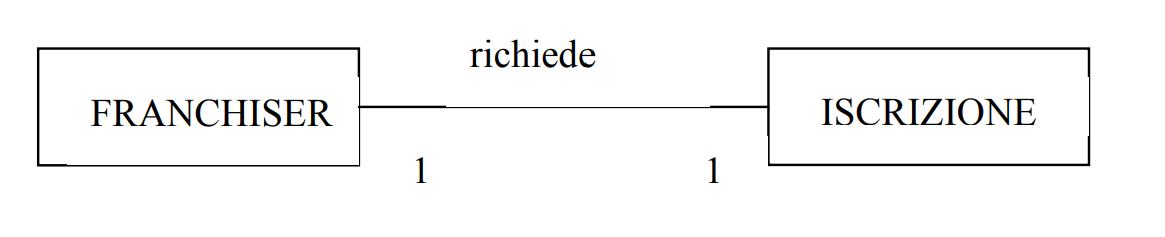 richiede
FRANCHISER
ISCRIZIONE
1
1